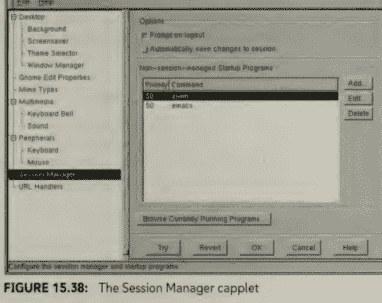 File Help
Desktop
Background
Screensaver
Theme Selector
Window Manager
Gnome Edit Properties
Mime Types
Multimedia
Keyboard Bell
Sound
Peripherals
Keyboard
Mouse
Session Manager
URL Handlers
Options
Prompt on logout
Automatically save changes to session
Non-session-managed Startup Programs
Priority Command
50
50 emacs
Add...
Edit...
Delete
Browse Currently Running Programs...
Try Revert OK Cancel Help
Configure the session manager and startup programs
FIGURE 15.38: The Session Manager capplet